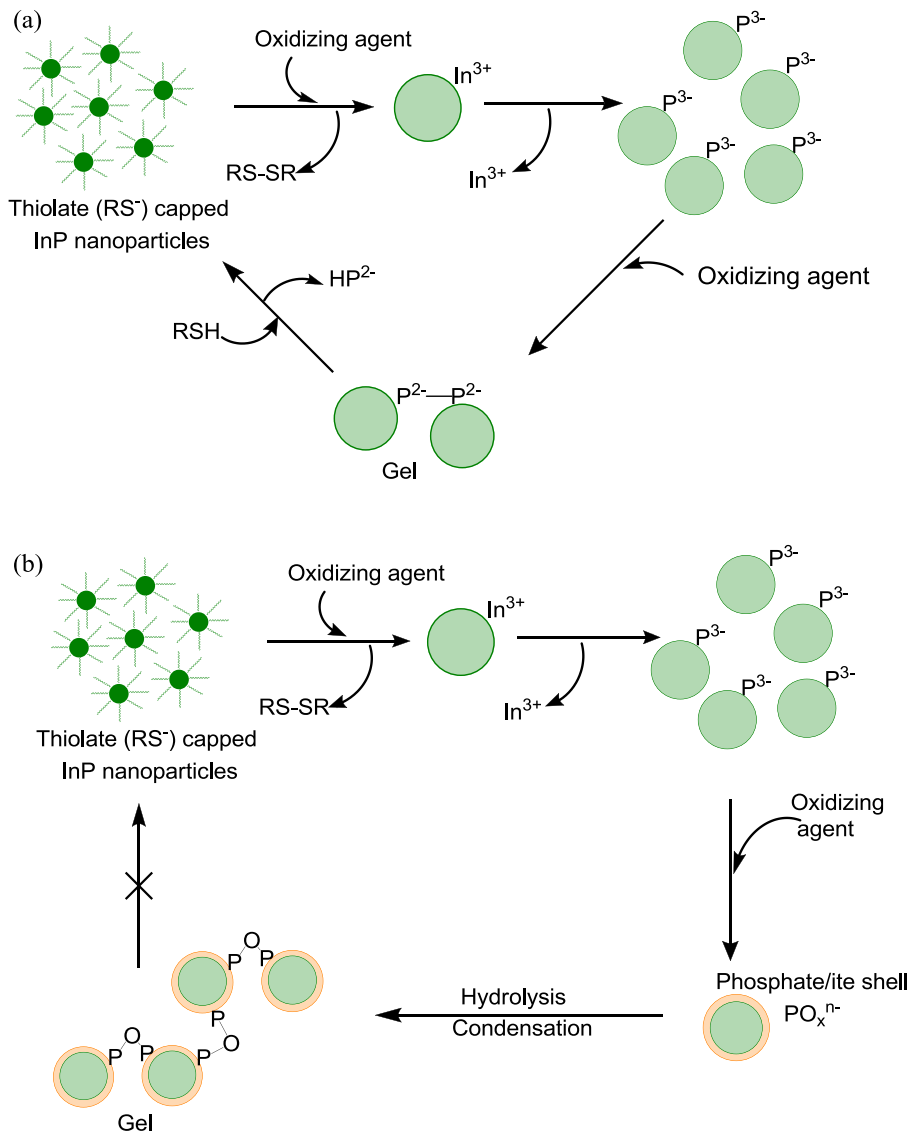 (a)
Oxidizing agent
In³⁺
P³⁻
P³⁻
P³⁻
P³⁻
P³⁻
RS-SR
In³⁺
Thiolate (RS⁻) capped
InP nanoparticles
Oxidizing agent
HP²⁻
RSH
P²⁻—P²⁻
Gel
(b)
Oxidizing agent
In³⁺
P³⁻
P³⁻
P³⁻
P³⁻
P³⁻
RS-SR
In³⁺
Thiolate (RS⁻) capped
InP nanoparticles
Oxidizing
agent
Phosphate/ite shell
POₓⁿ⁻
Hydrolysis
Condensation
O
P P
P
O
O
P P P
Gel